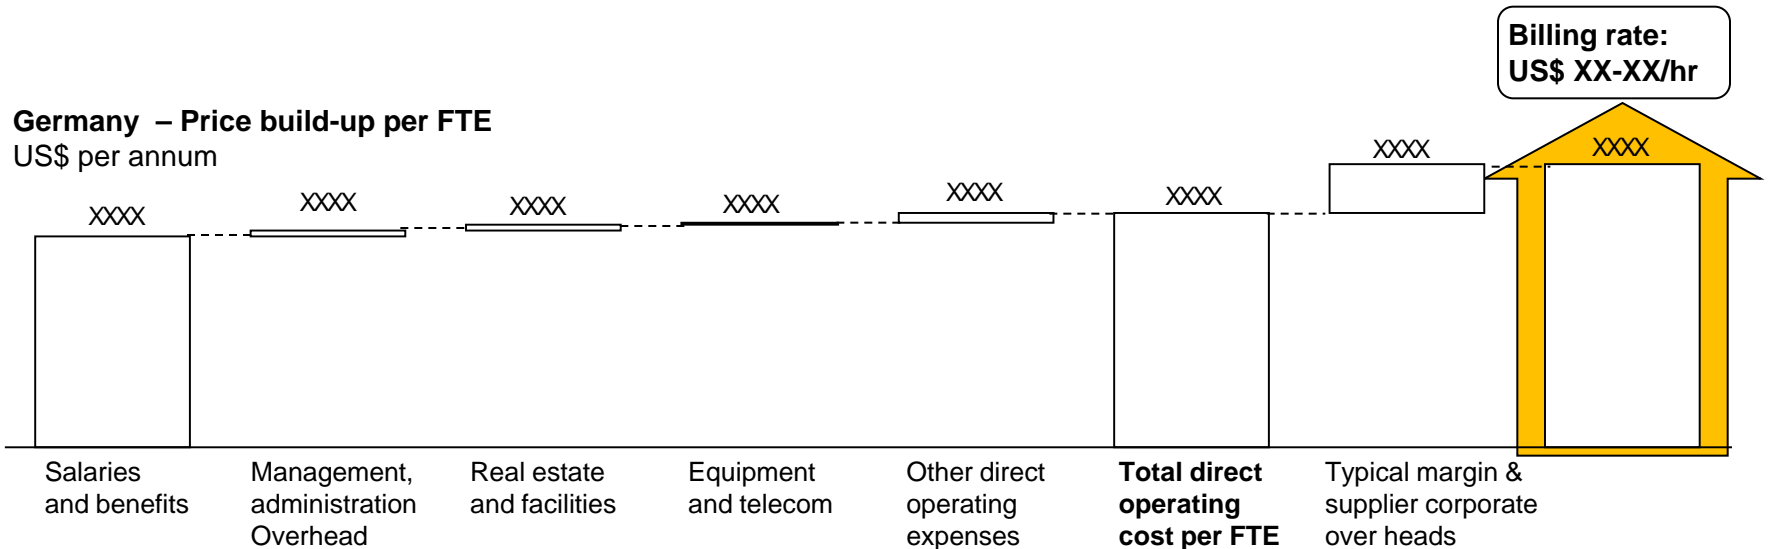 Billing rate:
US$ XX-XX/hr
Germany – Price build-up per FTE
US$ per annum
XXXX
XXXX
XXXX
XXXX
XXXX
XXXX
XXXX
XXXX
Salaries
and benefits
Management,
administration
Overhead
Real estate
and facilities
Equipment
and telecom
Other direct
operating
expenses
Total direct
operating
cost per FTE
Typical margin &
supplier corporate
over heads